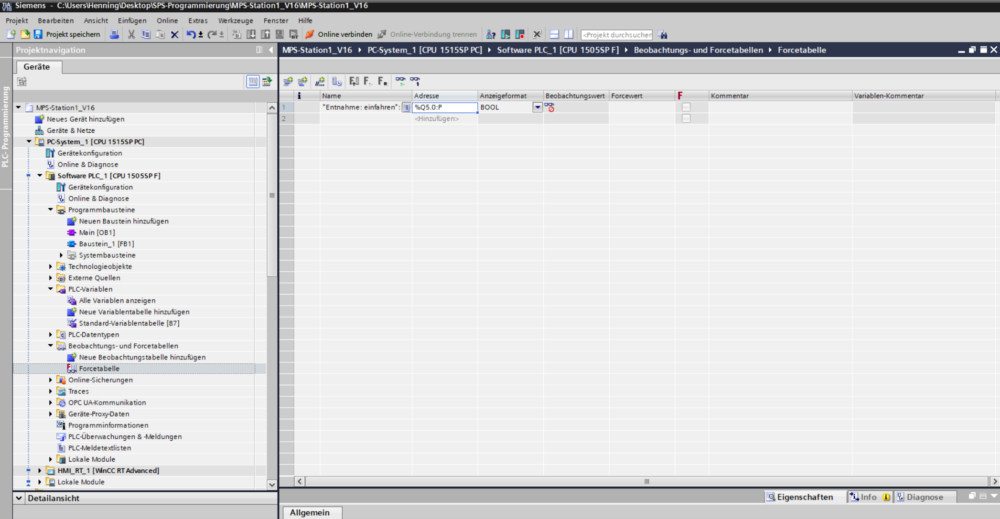 Siemens - C:\Users\Henning\Desktop\SPS-Programmierung\MPS-Station1_V16\MPS-Station1_V16
Projekt Bearbeiten Ansicht Einfügen Online Extras Werkzeuge Fenster Hilfe
Projekt speichern Online verbinden Online-Verbindung trennen <Projekt durchsucher
Projektnavigation
MPS-Station1_V16 PC-System_1 [CPU 1515SP PC] Software PLC_1 [CPU 1505SP F] Beobachtungs- und Forcetabellen Forcetabelle
Geräte
PLC- Programmierung
i Name Adresse Anzeigeformat Beobachtungswert Forcewert F Kommentar Variablen-Kommentar
1 "Entnahme: einfahren": %Q5.0:P BOOL
2 <Hinzufügen>
MPS-Station1_V16
Neues Gerät hinzufügen
Geräte & Netze
PC-System_1 [CPU 1515SP PC]
Gerätekonfiguration
Online & Diagnose
Software PLC_1 [CPU 1505SP F]
Gerätekonfiguration
Online & Diagnose
Programmbausteine
Neuen Baustein hinzufügen
Main [OB1]
Baustein_1 [FB1]
Systembausteine
Technologieobjekte
Externe Quellen
PLC-Variablen
Alle Variablen anzeigen
Neue Variablentabelle hinzufügen
Standard-Variablentabelle [87]
PLC-Datentypen
Beobachtungs- und Forcetabellen
Neue Beobachtungstabelle hinzufügen
Forcetabelle
Online-Sicherungen
Traces
OPC UA-Kommunikation
Geräte-Proxy-Daten
Programminformationen
PLC-Überwachungen & -Meldungen
PLC-Meldetextlisten
Lokale Module
HMI_RT_1 [WinCC RT Advanced]
Lokale Module
Detailansicht
Eigenschaften Info Diagnose
Allgemein